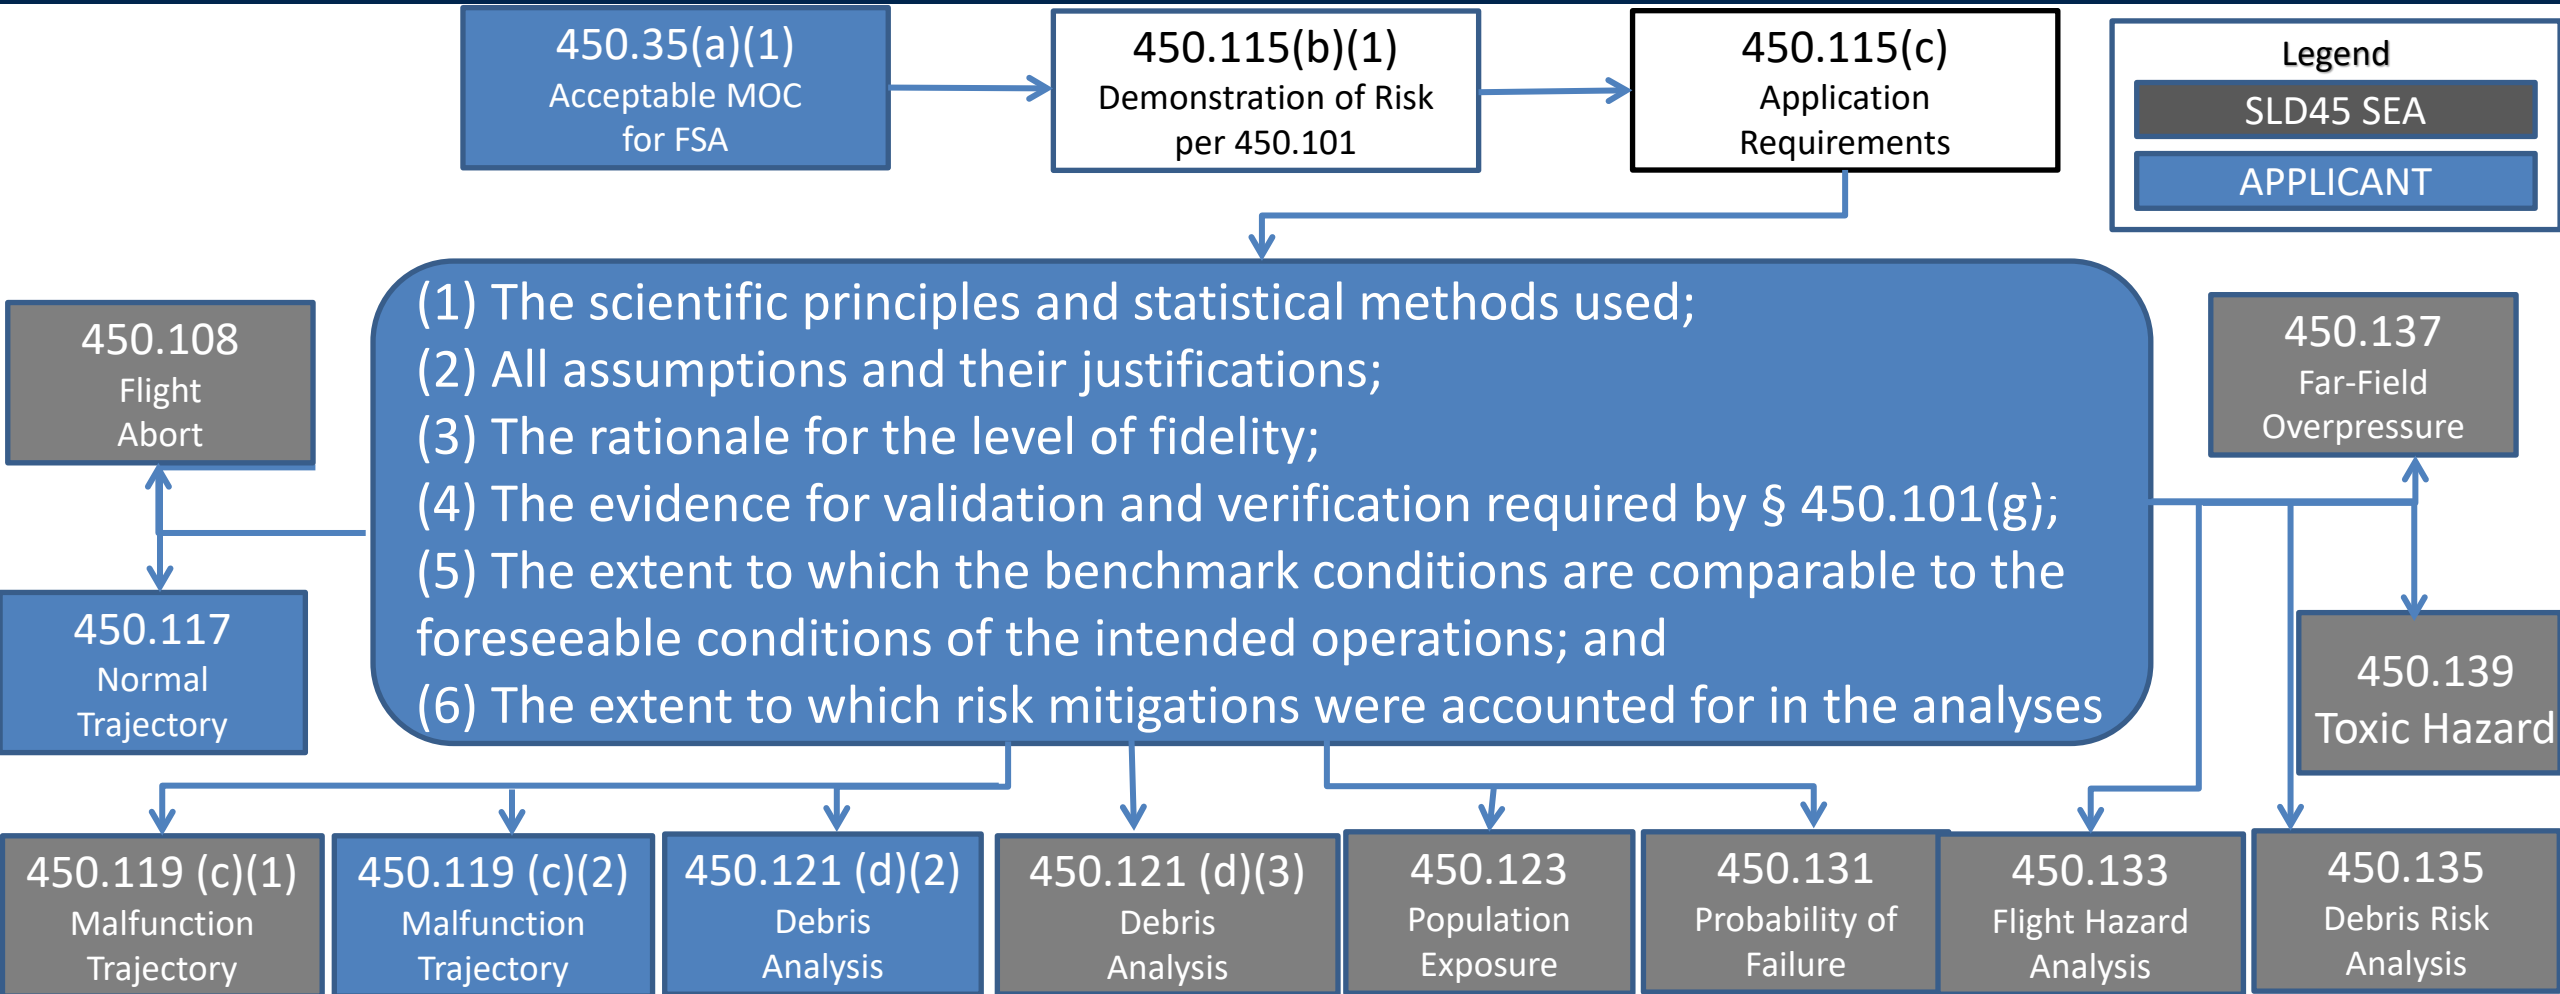 450.35(a)(1)
Acceptable MOC
for FSA
450.115(b)(1)
Demonstration of Risk
per 450.101
450.115(c)
Application
Requirements
Legend
SLD45 SEA
APPLICANT
(1) The scientific principles and statistical methods used;
(2) All assumptions and their justifications;
(3) The rationale for the level of fidelity;
(4) The evidence for validation and verification required by § 450.101(g);
(5) The extent to which the benchmark conditions are comparable to the
foreseeable conditions of the intended operations; and
(6) The extent to which risk mitigations were accounted for in the analyses
450.108
Flight
Abort
450.117
Normal
Trajectory
450.137
Far-Field
Overpressure
450.139
Toxic Hazard
450.119 (c)(1)
Malfunction
Trajectory
450.119 (c)(2)
Malfunction
Trajectory
450.121 (d)(2)
Debris
Analysis
450.121 (d)(3)
Debris
Analysis
450.123
Population
Exposure
450.131
Probability of
Failure
450.133
Flight Hazard
Analysis
450.135
Debris Risk
Analysis